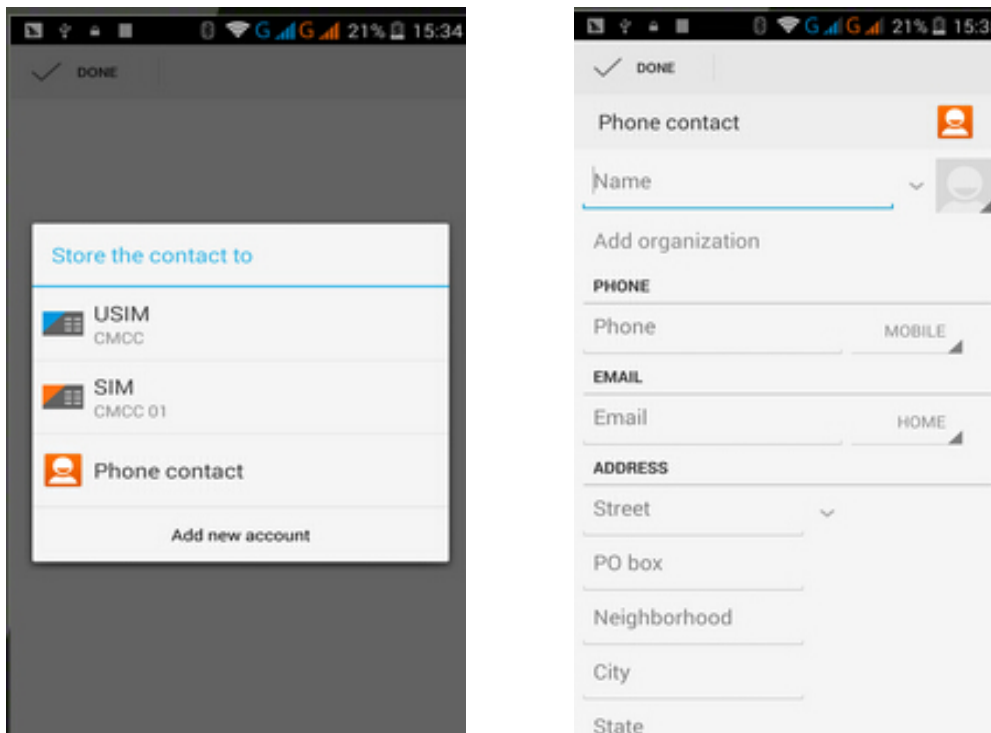 G G 21% 15:34
DONE
Store the contact to
USIM
CMCC
SIM
CMCC 01
Phone contact
Add new account
G G 21% 15:3
DONE
Phone contact
Name
Add organization
PHONE
Phone MOBILE
EMAIL
Email HOME
ADDRESS
Street
PO box
Neighborhood
City
State